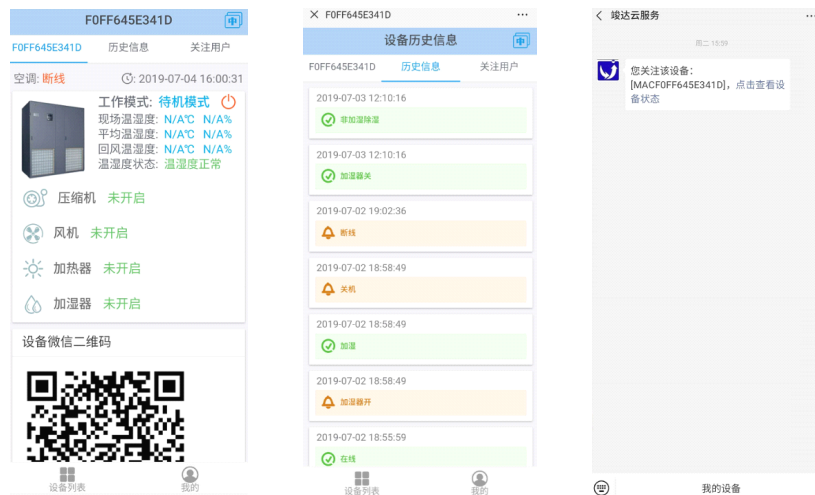 F0FF645E341D
中
F0FF645E341D 历史信息 关注用户
空调: 断线 : 2019-07-04 16:00:31
工作模式: 待机模式
现场温湿度: N/A℃ N/A%
平均温湿度: N/A℃ N/A%
回风温湿度: N/A℃ N/A%
温湿度状态: 温湿度正常
压缩机 未开启
风机 未开启
加热器 未开启
加湿器 未开启
设备微信二维码
设备列表 我的
F0FF645E341D
设备历史信息
中
F0FF645E341D 历史信息 关注用户
2019-07-03 12:10:16
非加湿除湿
2019-07-03 12:10:16
加湿器关
2019-07-02 19:02:36
断线
2019-07-02 18:58:49
关机
2019-07-02 18:58:49
加湿
2019-07-02 18:58:49
加湿器开
2019-07-02 18:55:59
在线
设备列表 我的
竣达云服务
周二 15:59
您关注该设备:
[MACF0FF645E341D]，点击查看设
备状态
我的设备